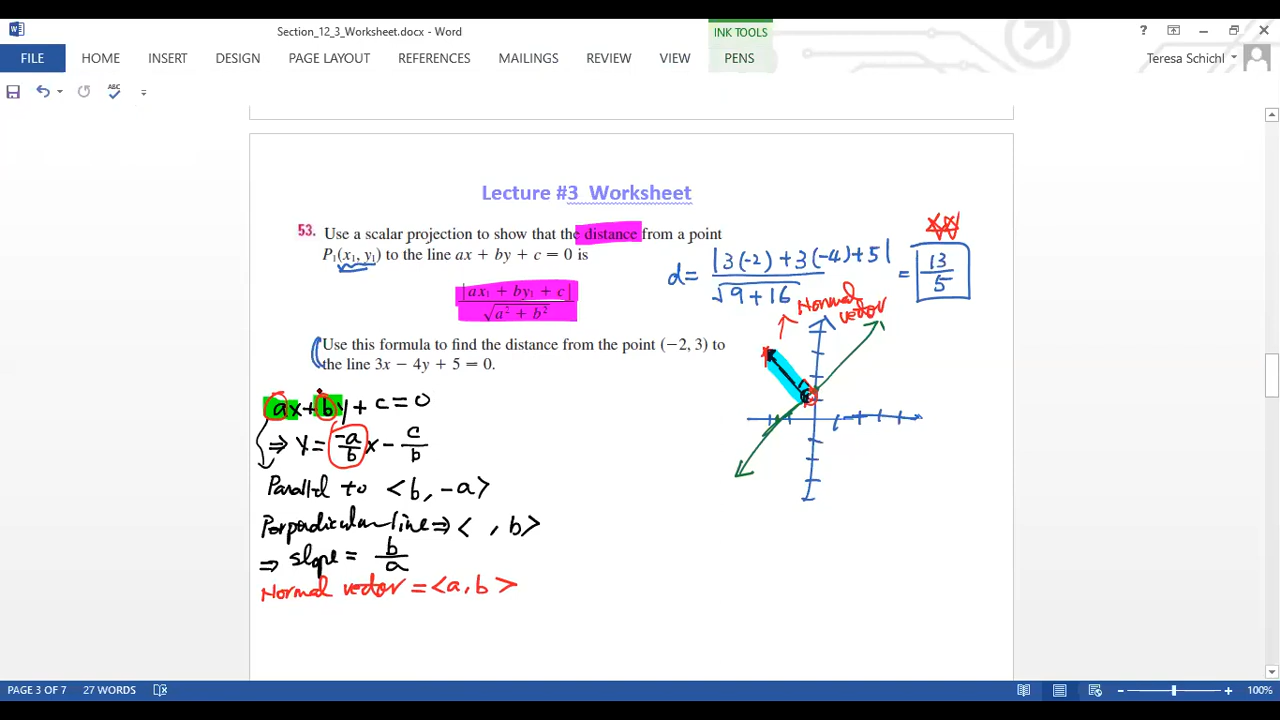 Section_12_3_Worksheet.docx - Word
INK TOOLS
FILE HOME INSERT DESIGN PAGE LAYOUT REFERENCES MAILINGS REVIEW VIEW PENS
Teresa Schichl
ABC
Lecture #3 Worksheet
53. Use a scalar projection to show that the distance from a point
P₁(x₁, y₁) to the line ax + by + c = 0 is
|ax₁ + by₁ + c|
√a² + b²
Use this formula to find the distance from the point (−2, 3) to
the line 3x − 4y + 5 = 0.
d = |3(-2) + 3(-4) + 5| / √9 + 16 = 13/5
Normal
vector
ax + by + c = 0
⇒ y = -a/b x - c/b
Parallel to <b, -a>
Perpendicular line ⇒ < , b>
⇒ slope = b/a
Normal vector = <a, b>
PAGE 3 OF 7 27 WORDS
100%